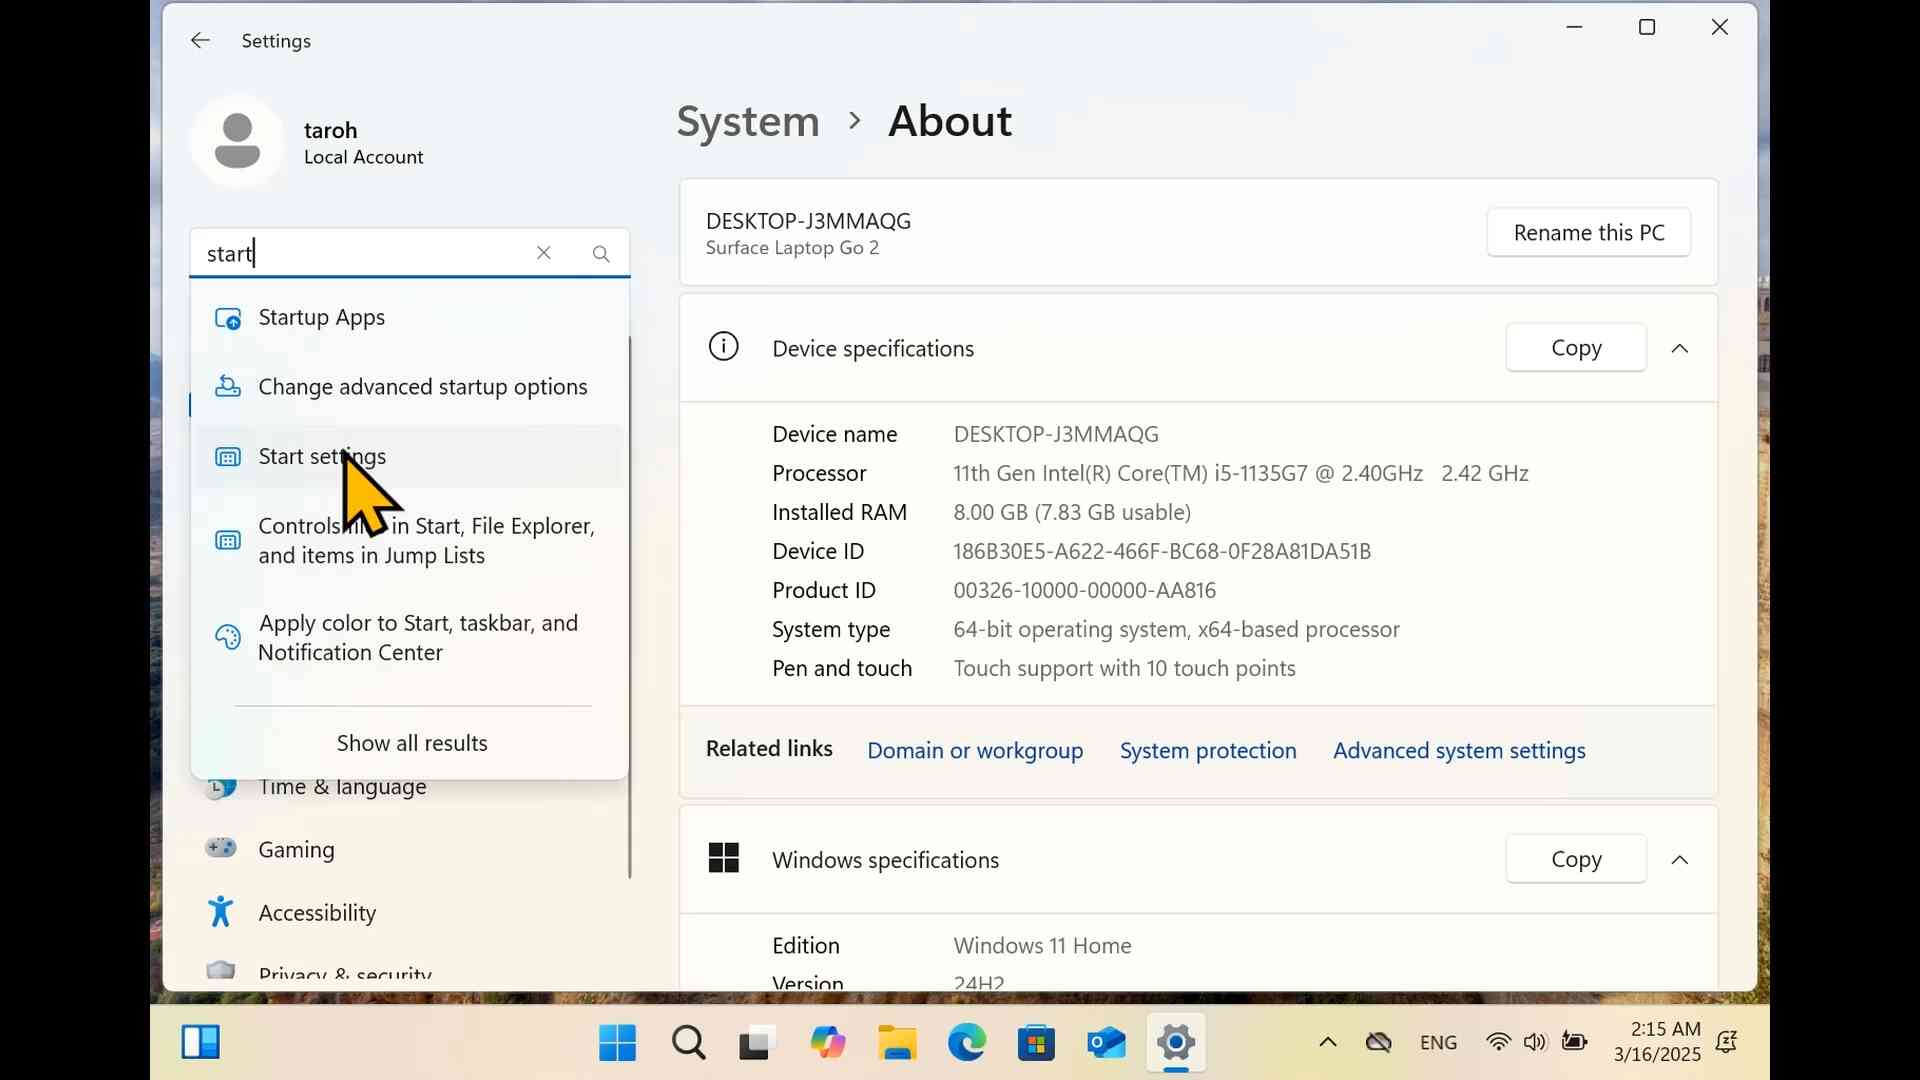 Settings
taroh
Local Account
start
Startup Apps
Change advanced startup options
Start settings
Controls in Start, File Explorer,
and items in Jump Lists
Apply color to Start, taskbar, and
Notification Center
Show all results
Time & language
Gaming
Accessibility
Privacy & security
System > About
DESKTOP-J3MMAQG
Surface Laptop Go 2
Rename this PC
Device specifications
Copy
Device name DESKTOP-J3MMAQG
Processor 11th Gen Intel(R) Core(TM) i5-1135G7 @ 2.40GHz 2.42 GHz
Installed RAM 8.00 GB (7.83 GB usable)
Device ID 186B30E5-A622-466F-BC68-0F28A81DA51B
Product ID 00326-10000-00000-AA816
System type 64-bit operating system, x64-based processor
Pen and touch Touch support with 10 touch points
Related links Domain or workgroup System protection Advanced system settings
Windows specifications
Copy
Edition Windows 11 Home
Version 24H2
ENG
2:15 AM
3/16/2025